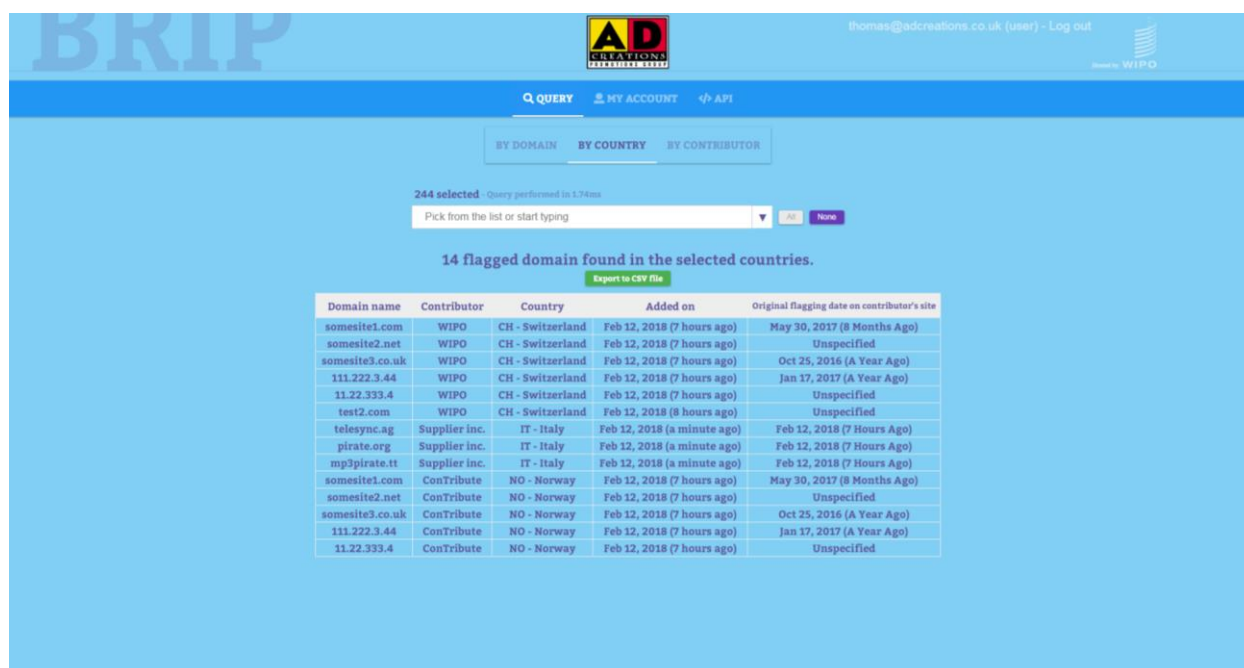 BRIP
AD
CREATIONS
PROMOTIONS GROUP
thomas@adcreations.co.uk (user) - Log out
WIPO
QUERY MY ACCOUNT </> API
BY DOMAIN BY COUNTRY BY CONTRIBUTOR
244 selected - Query performed in 1.74ms
Pick from the list or start typing ▼ All None
14 flagged domain found in the selected countries.
Export to CSV file
Domain name Contributor Country Added on Original flagging date on contributor's site
somesite1.com WIPO CH - Switzerland Feb 12, 2018 (7 hours ago) May 30, 2017 (8 Months Ago)
somesite2.net WIPO CH - Switzerland Feb 12, 2018 (7 hours ago) Unspecified
somesite3.co.uk WIPO CH - Switzerland Feb 12, 2018 (7 hours ago) Oct 25, 2016 (A Year Ago)
111.222.3.44 WIPO CH - Switzerland Feb 12, 2018 (7 hours ago) Jan 17, 2017 (A Year Ago)
11.22.333.4 WIPO CH - Switzerland Feb 12, 2018 (7 hours ago) Unspecified
test2.com WIPO CH - Switzerland Feb 12, 2018 (8 hours ago) Unspecified
telesync.ag Supplier inc. IT - Italy Feb 12, 2018 (a minute ago) Feb 12, 2018 (7 Hours Ago)
pirate.org Supplier inc. IT - Italy Feb 12, 2018 (a minute ago) Feb 12, 2018 (7 Hours Ago)
mp3pirate.tt Supplier inc. IT - Italy Feb 12, 2018 (a minute ago) Feb 12, 2018 (7 Hours Ago)
somesite1.com ConTribute NO - Norway Feb 12, 2018 (7 hours ago) May 30, 2017 (8 Months Ago)
somesite2.net ConTribute NO - Norway Feb 12, 2018 (7 hours ago) Unspecified
somesite3.co.uk ConTribute NO - Norway Feb 12, 2018 (7 hours ago) Oct 25, 2016 (A Year Ago)
111.222.3.44 ConTribute NO - Norway Feb 12, 2018 (7 hours ago) Jan 17, 2017 (A Year Ago)
11.22.333.4 ConTribute NO - Norway Feb 12, 2018 (7 hours ago) Unspecified